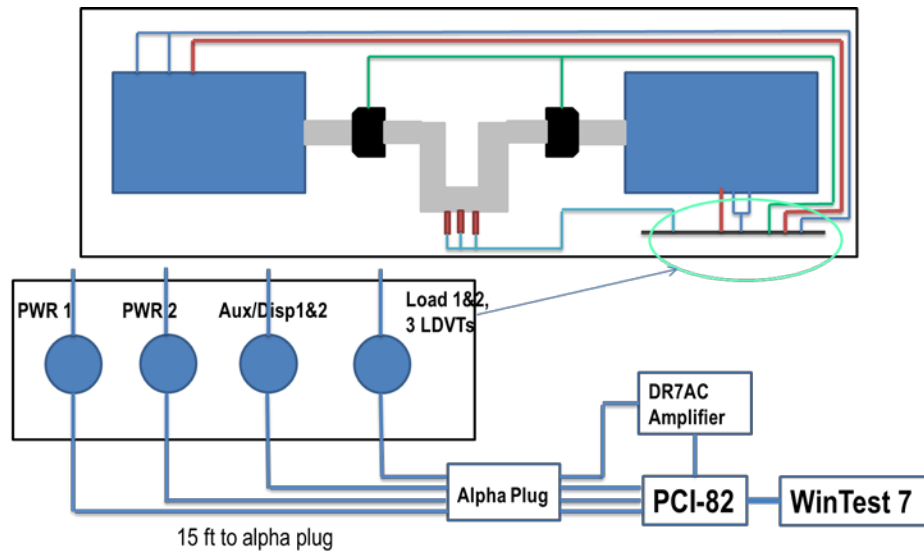 PWR 1
PWR 2
Aux/Disp1&2
Load 1&2,
3 LDVTs
DR7AC
Amplifier
Alpha Plug
PCI-82
WinTest 7
15 ft to alpha plug